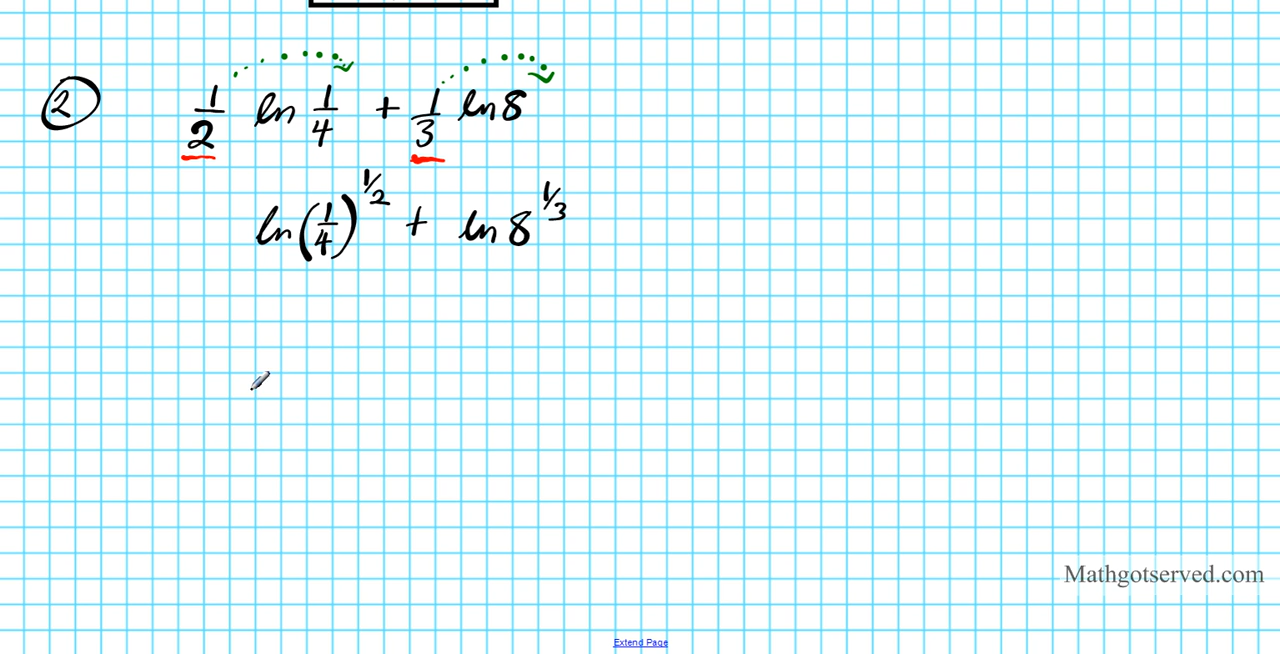 ② 1/2 ln 1/4 + 1/3 ln 8
ln(1/4)^1/2 + ln 8^1/3
Mathgotserved.com
Extend Page